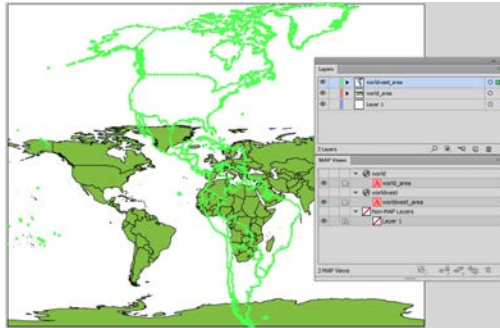 Layers
worldwest_area
world_area
Layer 1
3 Layers
MAP Views
world
world_area
worldwest
worldwest_area
Non-MAP Layers
Layer 1
2 MAP Views